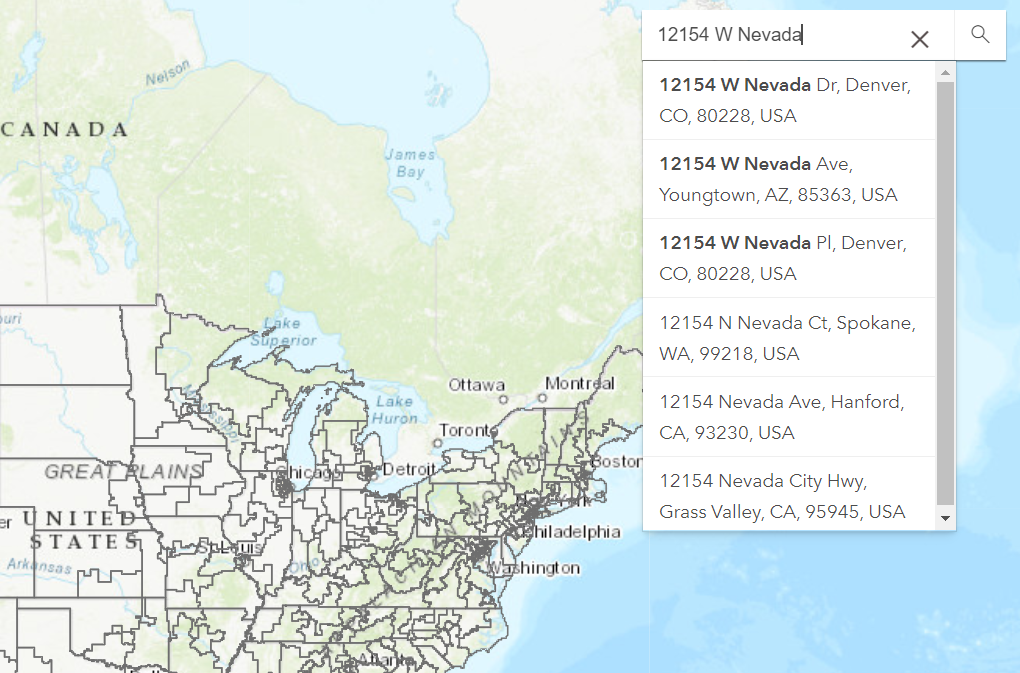 12154 W Nevada
12154 W Nevada Dr, Denver,
CO, 80228, USA
12154 W Nevada Ave,
Youngtown, AZ, 85363, USA
12154 W Nevada Pl, Denver,
CO, 80228, USA
12154 N Nevada Ct, Spokane,
WA, 99218, USA
12154 Nevada Ave, Hanford,
CA, 93230, USA
12154 Nevada City Hwy,
Grass Valley, CA, 95945, USA
Nelson
CANADA
James
Bay
Lake
Superior
Ottawa
Montreal
Lake
Huron
Toronto
GREAT PLAINS
Chicago
Detroit
Boston
UNITED
STATES
Philadelphia
St Louis
Arkansas
Ohio
Washington
Atlanta